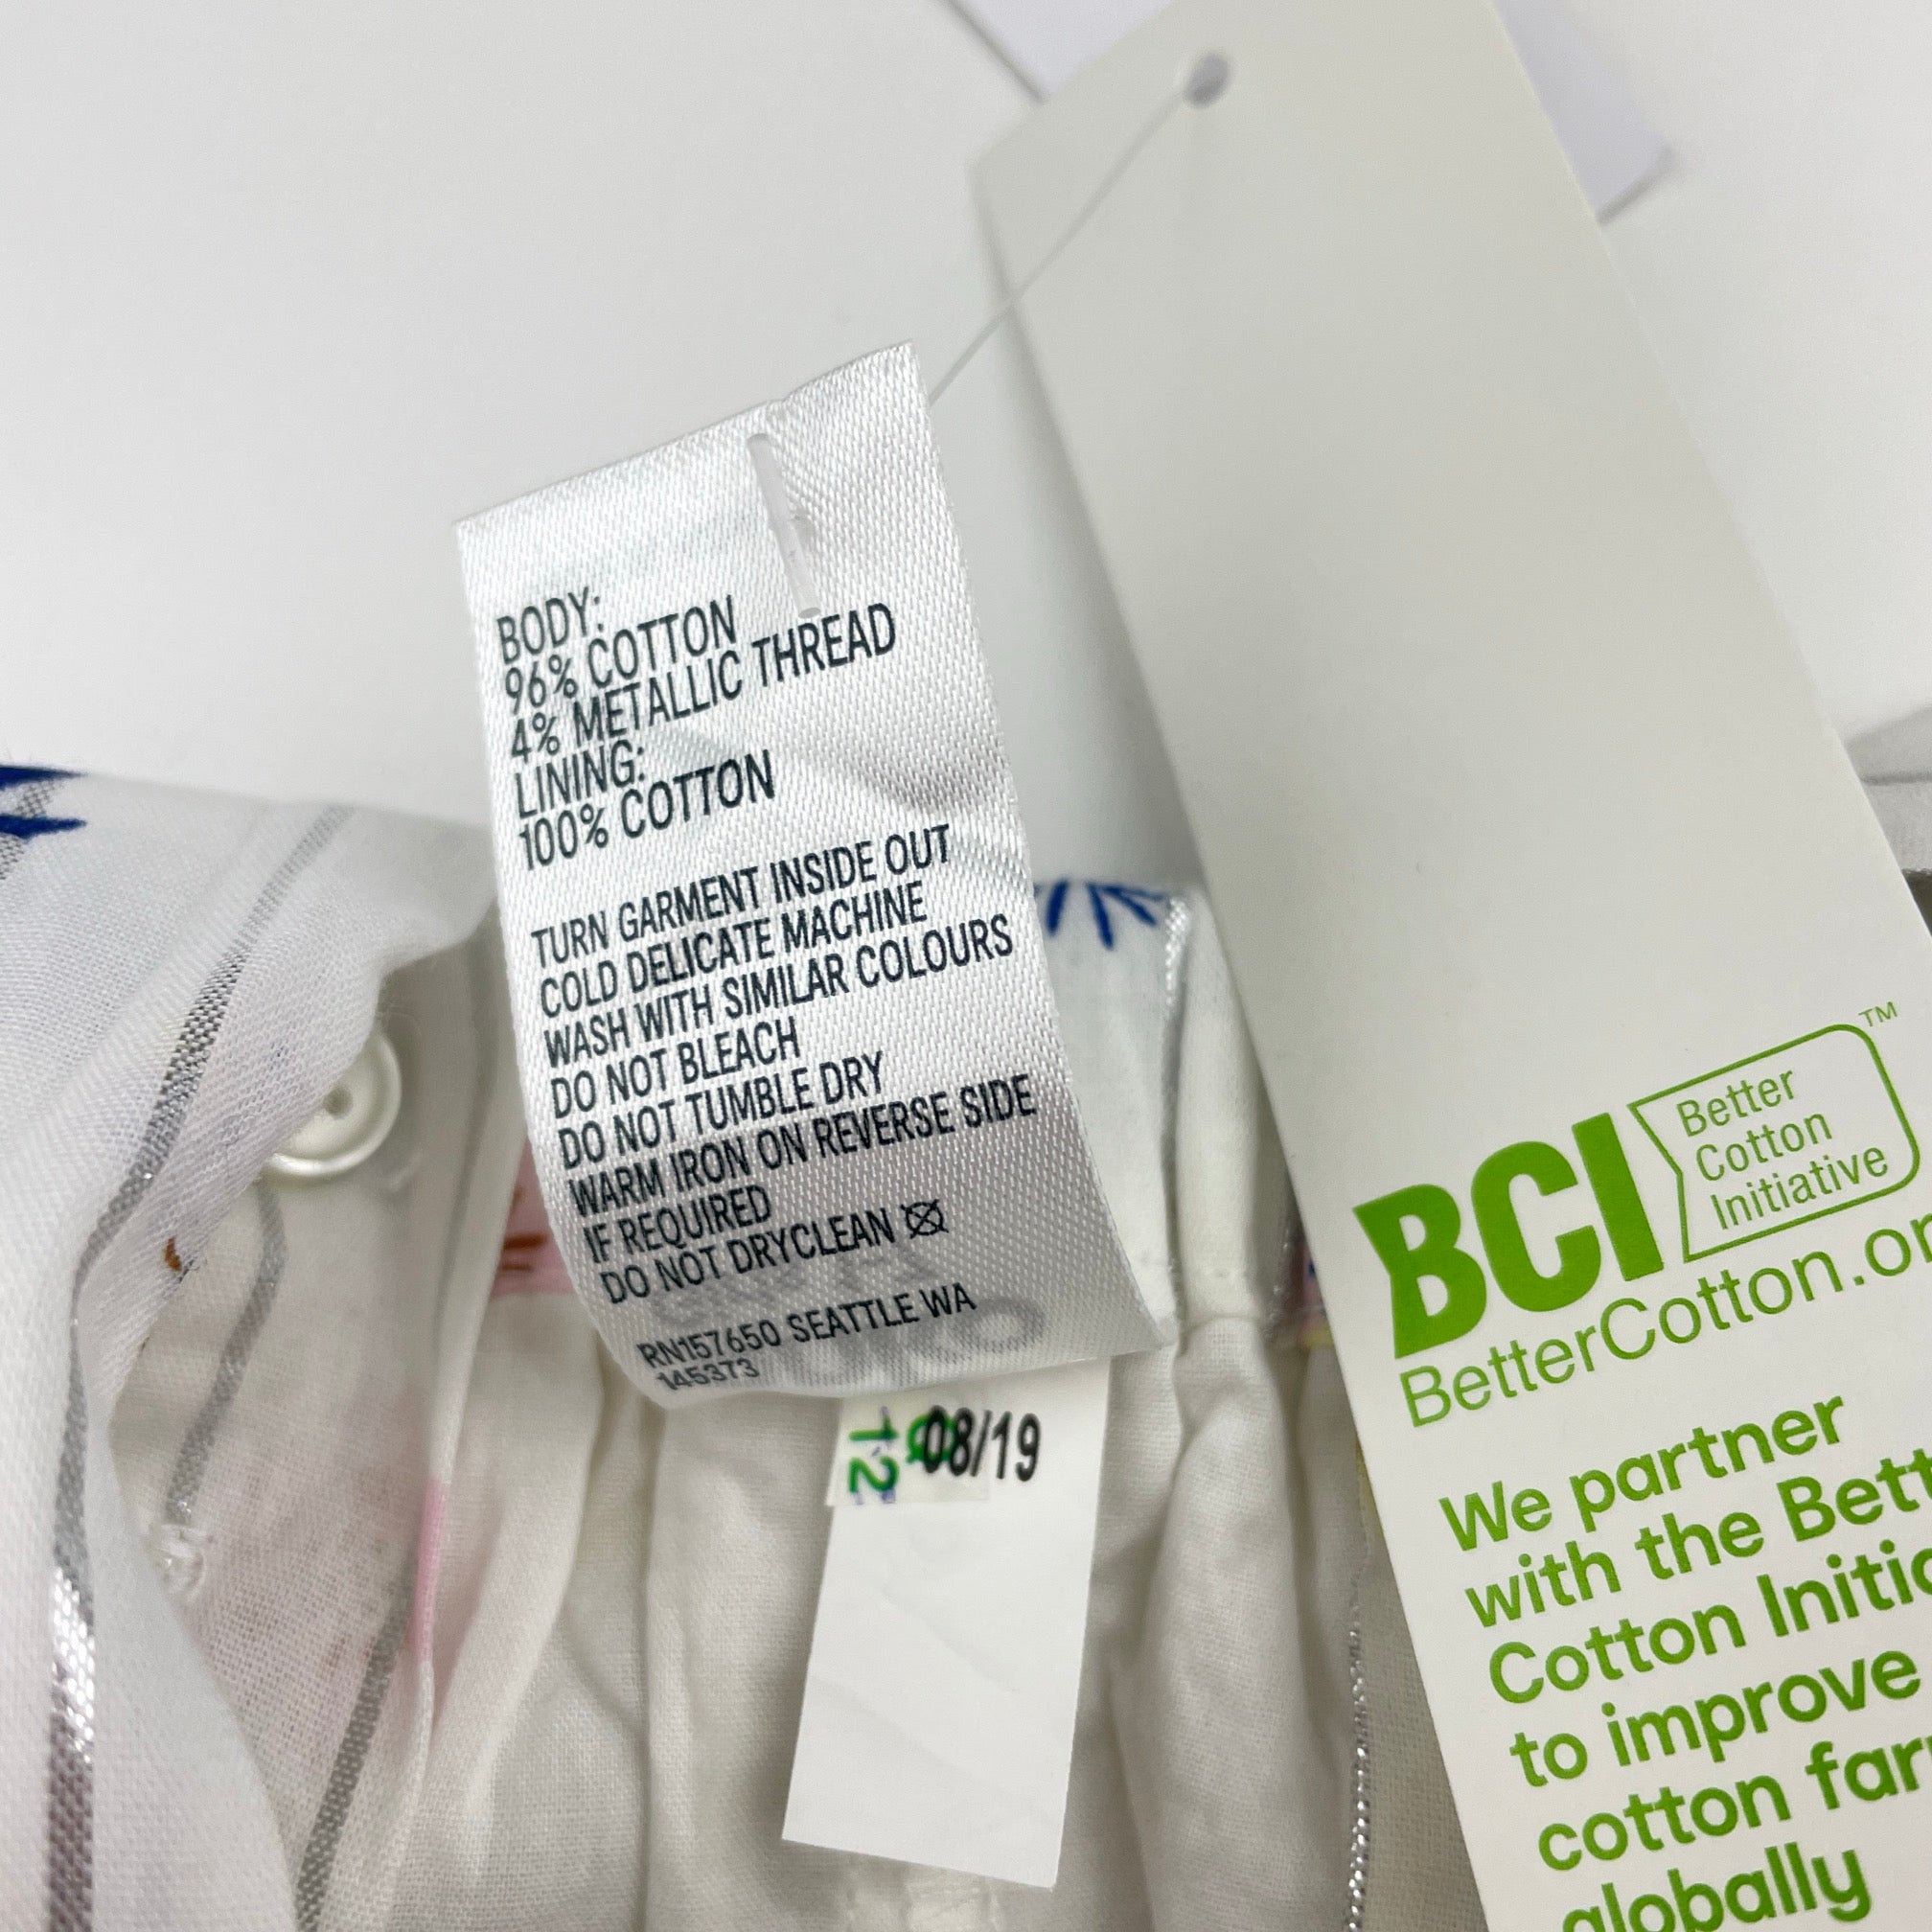 BODY:
96% COTTON
4% METALLIC THREAD
LINING:
100% COTTON
TURN GARMENT INSIDE OUT
COLD DELICATE MACHINE
WASH WITH SIMILAR COLOURS
DO NOT BLEACH
DO NOT TUMBLE DRY
WARM IRON ON REVERSE SIDE
IF REQUIRED
DO NOT DRYCLEAN
RN157650 SEATTLE WA
145373
12
08/19
BCI
Better
Cotton
Initiative
TM
BetterCotton.or
We partner
with the Bett
Cotton Initia
to improve
cotton far
globally